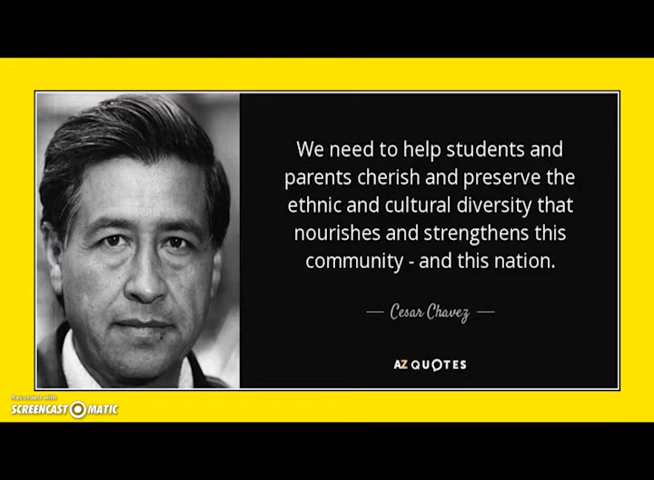 We need to help students and
parents cherish and preserve the
ethnic and cultural diversity that
nourishes and strengthens this
community - and this nation.
Cesar Chavez
AZ QUOTES
Recorded with
SCREENCAST-O-MATIC